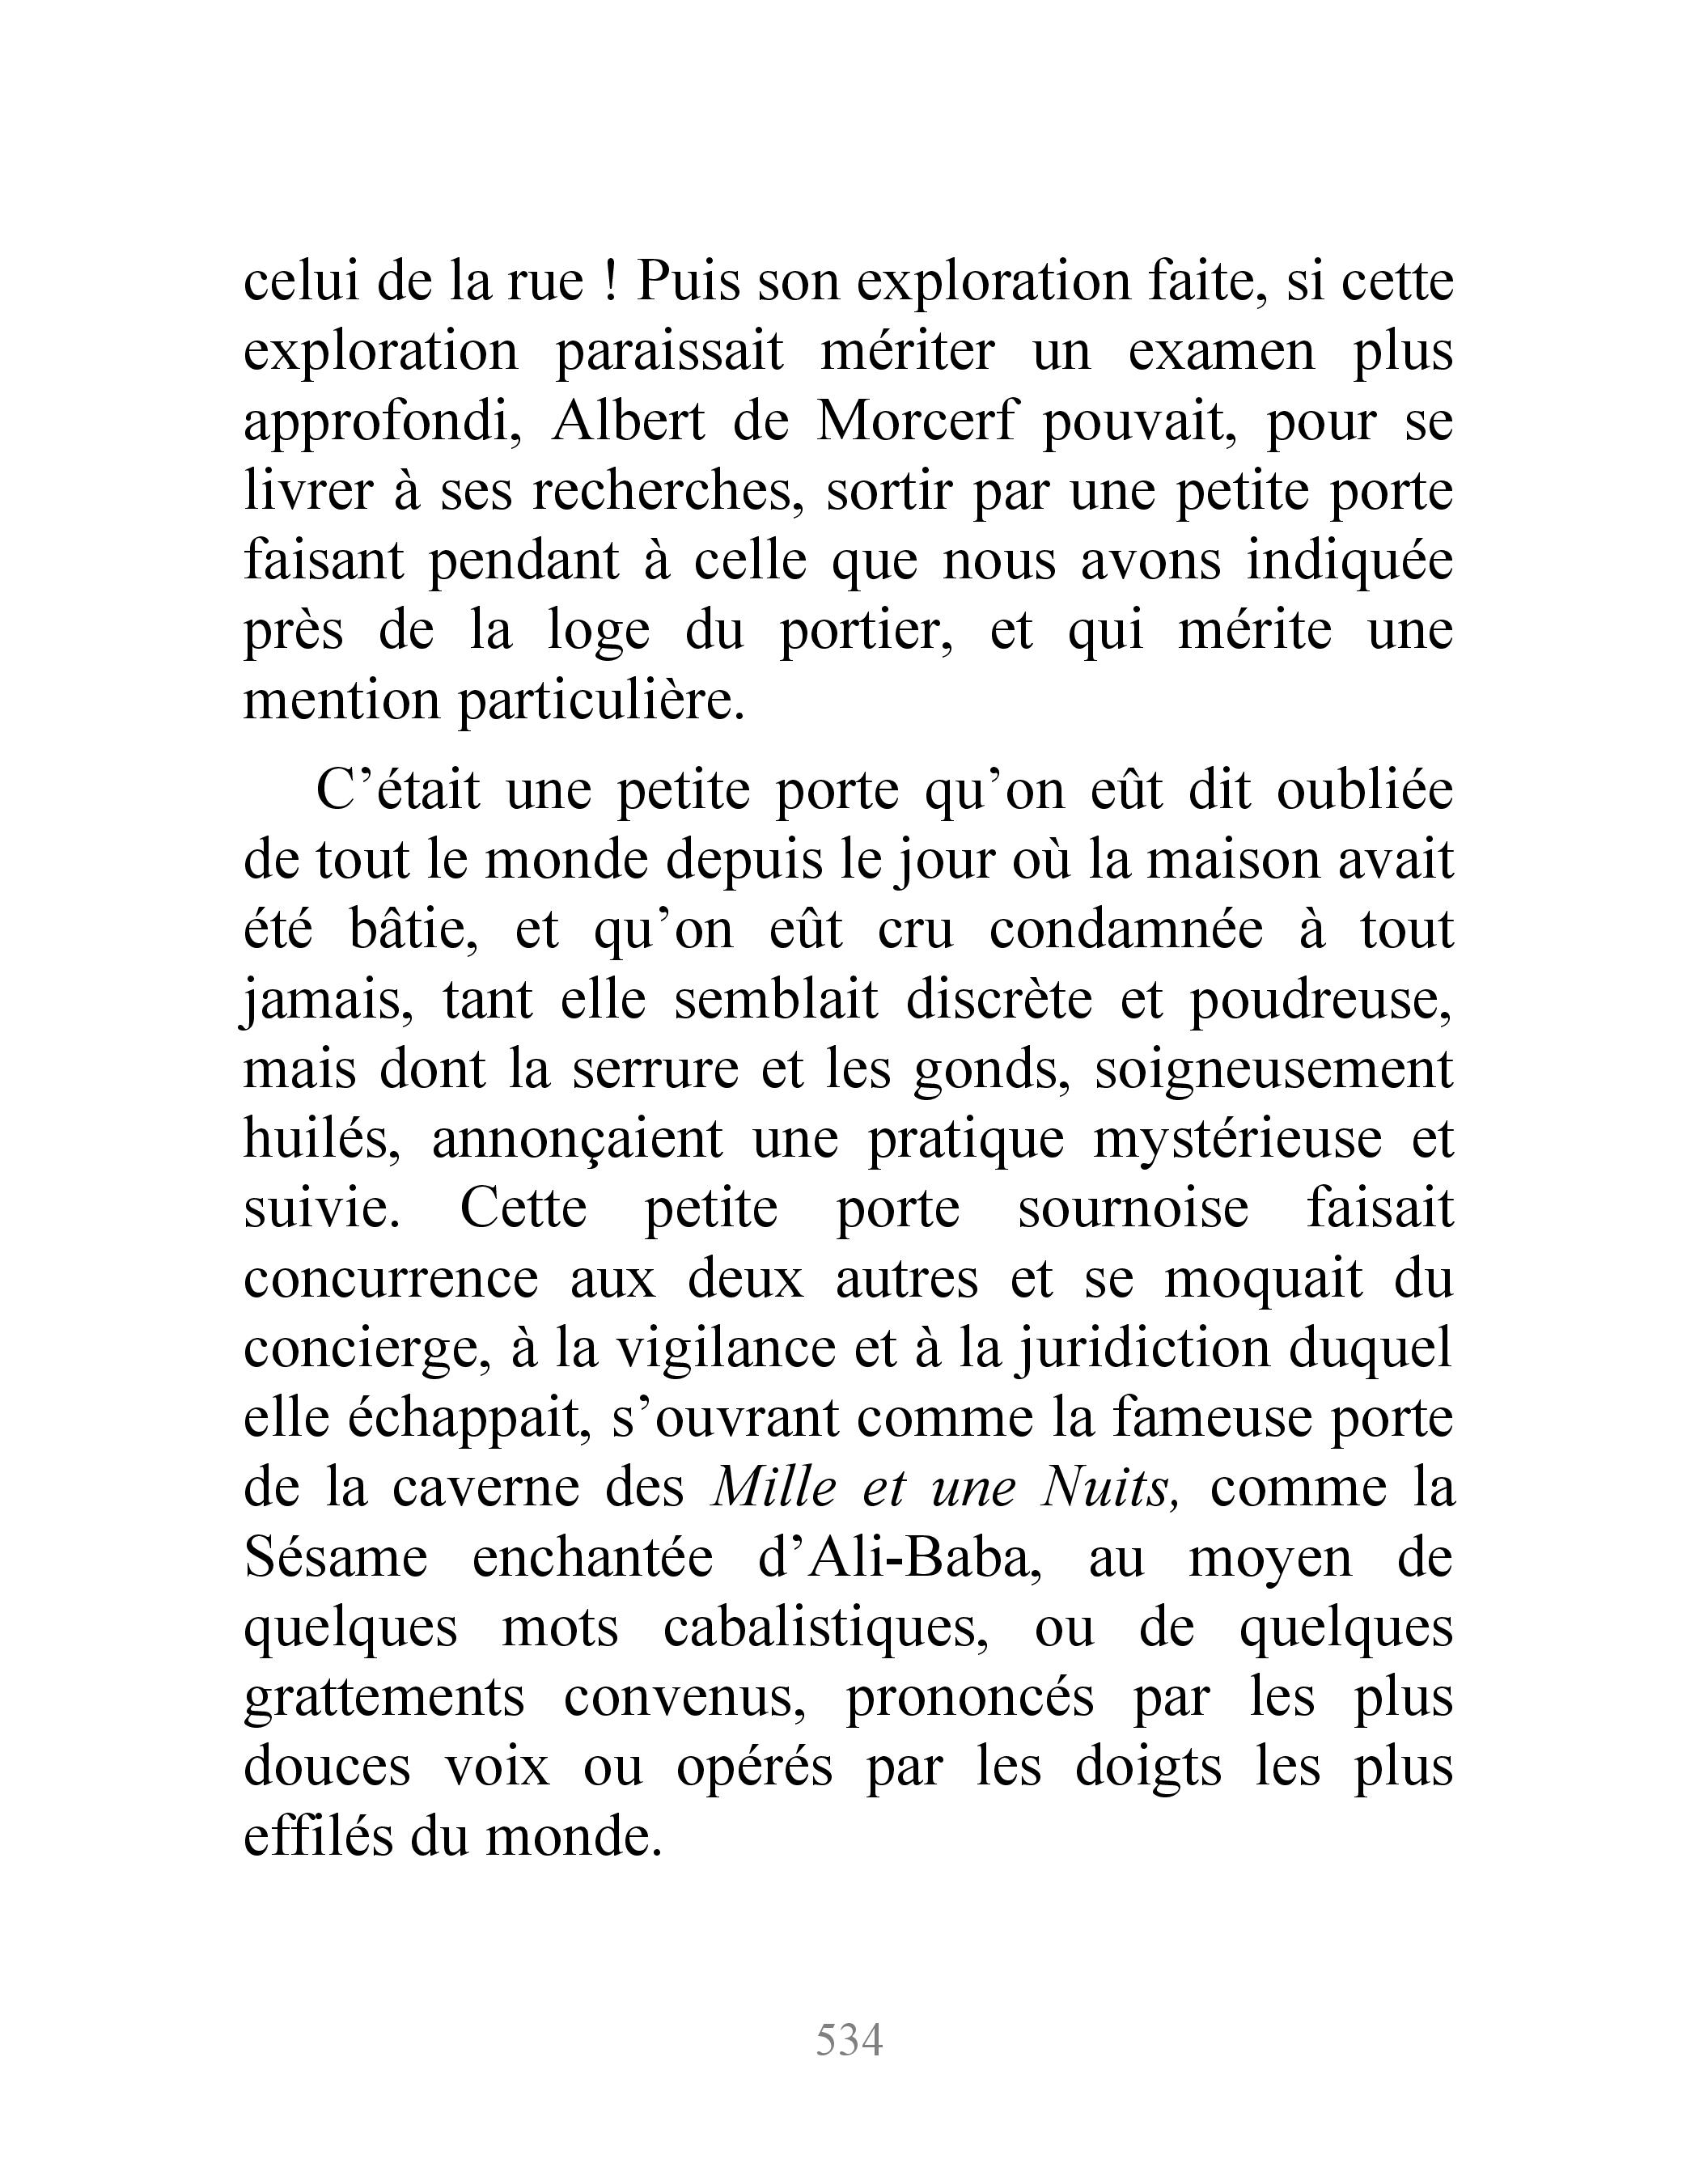 celui de la rue ! Puis son exploration faite, si cette
exploration paraissait mériter un examen plus
approfondi, Albert de Morcerf pouvait, pour se
livrer à ses recherches, sortir par une petite porte
faisant pendant à celle que nous avons indiquée
près de la loge du portier, et qui mérite une
mention particulière.
C’était une petite porte qu’on eût dit oubliée
de tout le monde depuis le jour où la maison avait
été bâtie, et qu’on eût cru condamnée à tout
jamais, tant elle semblait discrète et poudreuse,
mais dont la serrure et les gonds, soigneusement
huilés, annonçaient une pratique mystérieuse et
suivie. Cette petite porte sournoise faisait
concurrence aux deux autres et se moquait du
concierge, à la vigilance et à la juridiction duquel
elle échappait, s’ouvrant comme la fameuse porte
de la caverne des Mille et une Nuits, comme la
Sésame enchantée d’Ali-Baba, au moyen de
quelques mots cabalistiques, ou de quelques
grattements convenus, prononcés par les plus
douces voix ou opérés par les doigts les plus
effilés du monde.
534